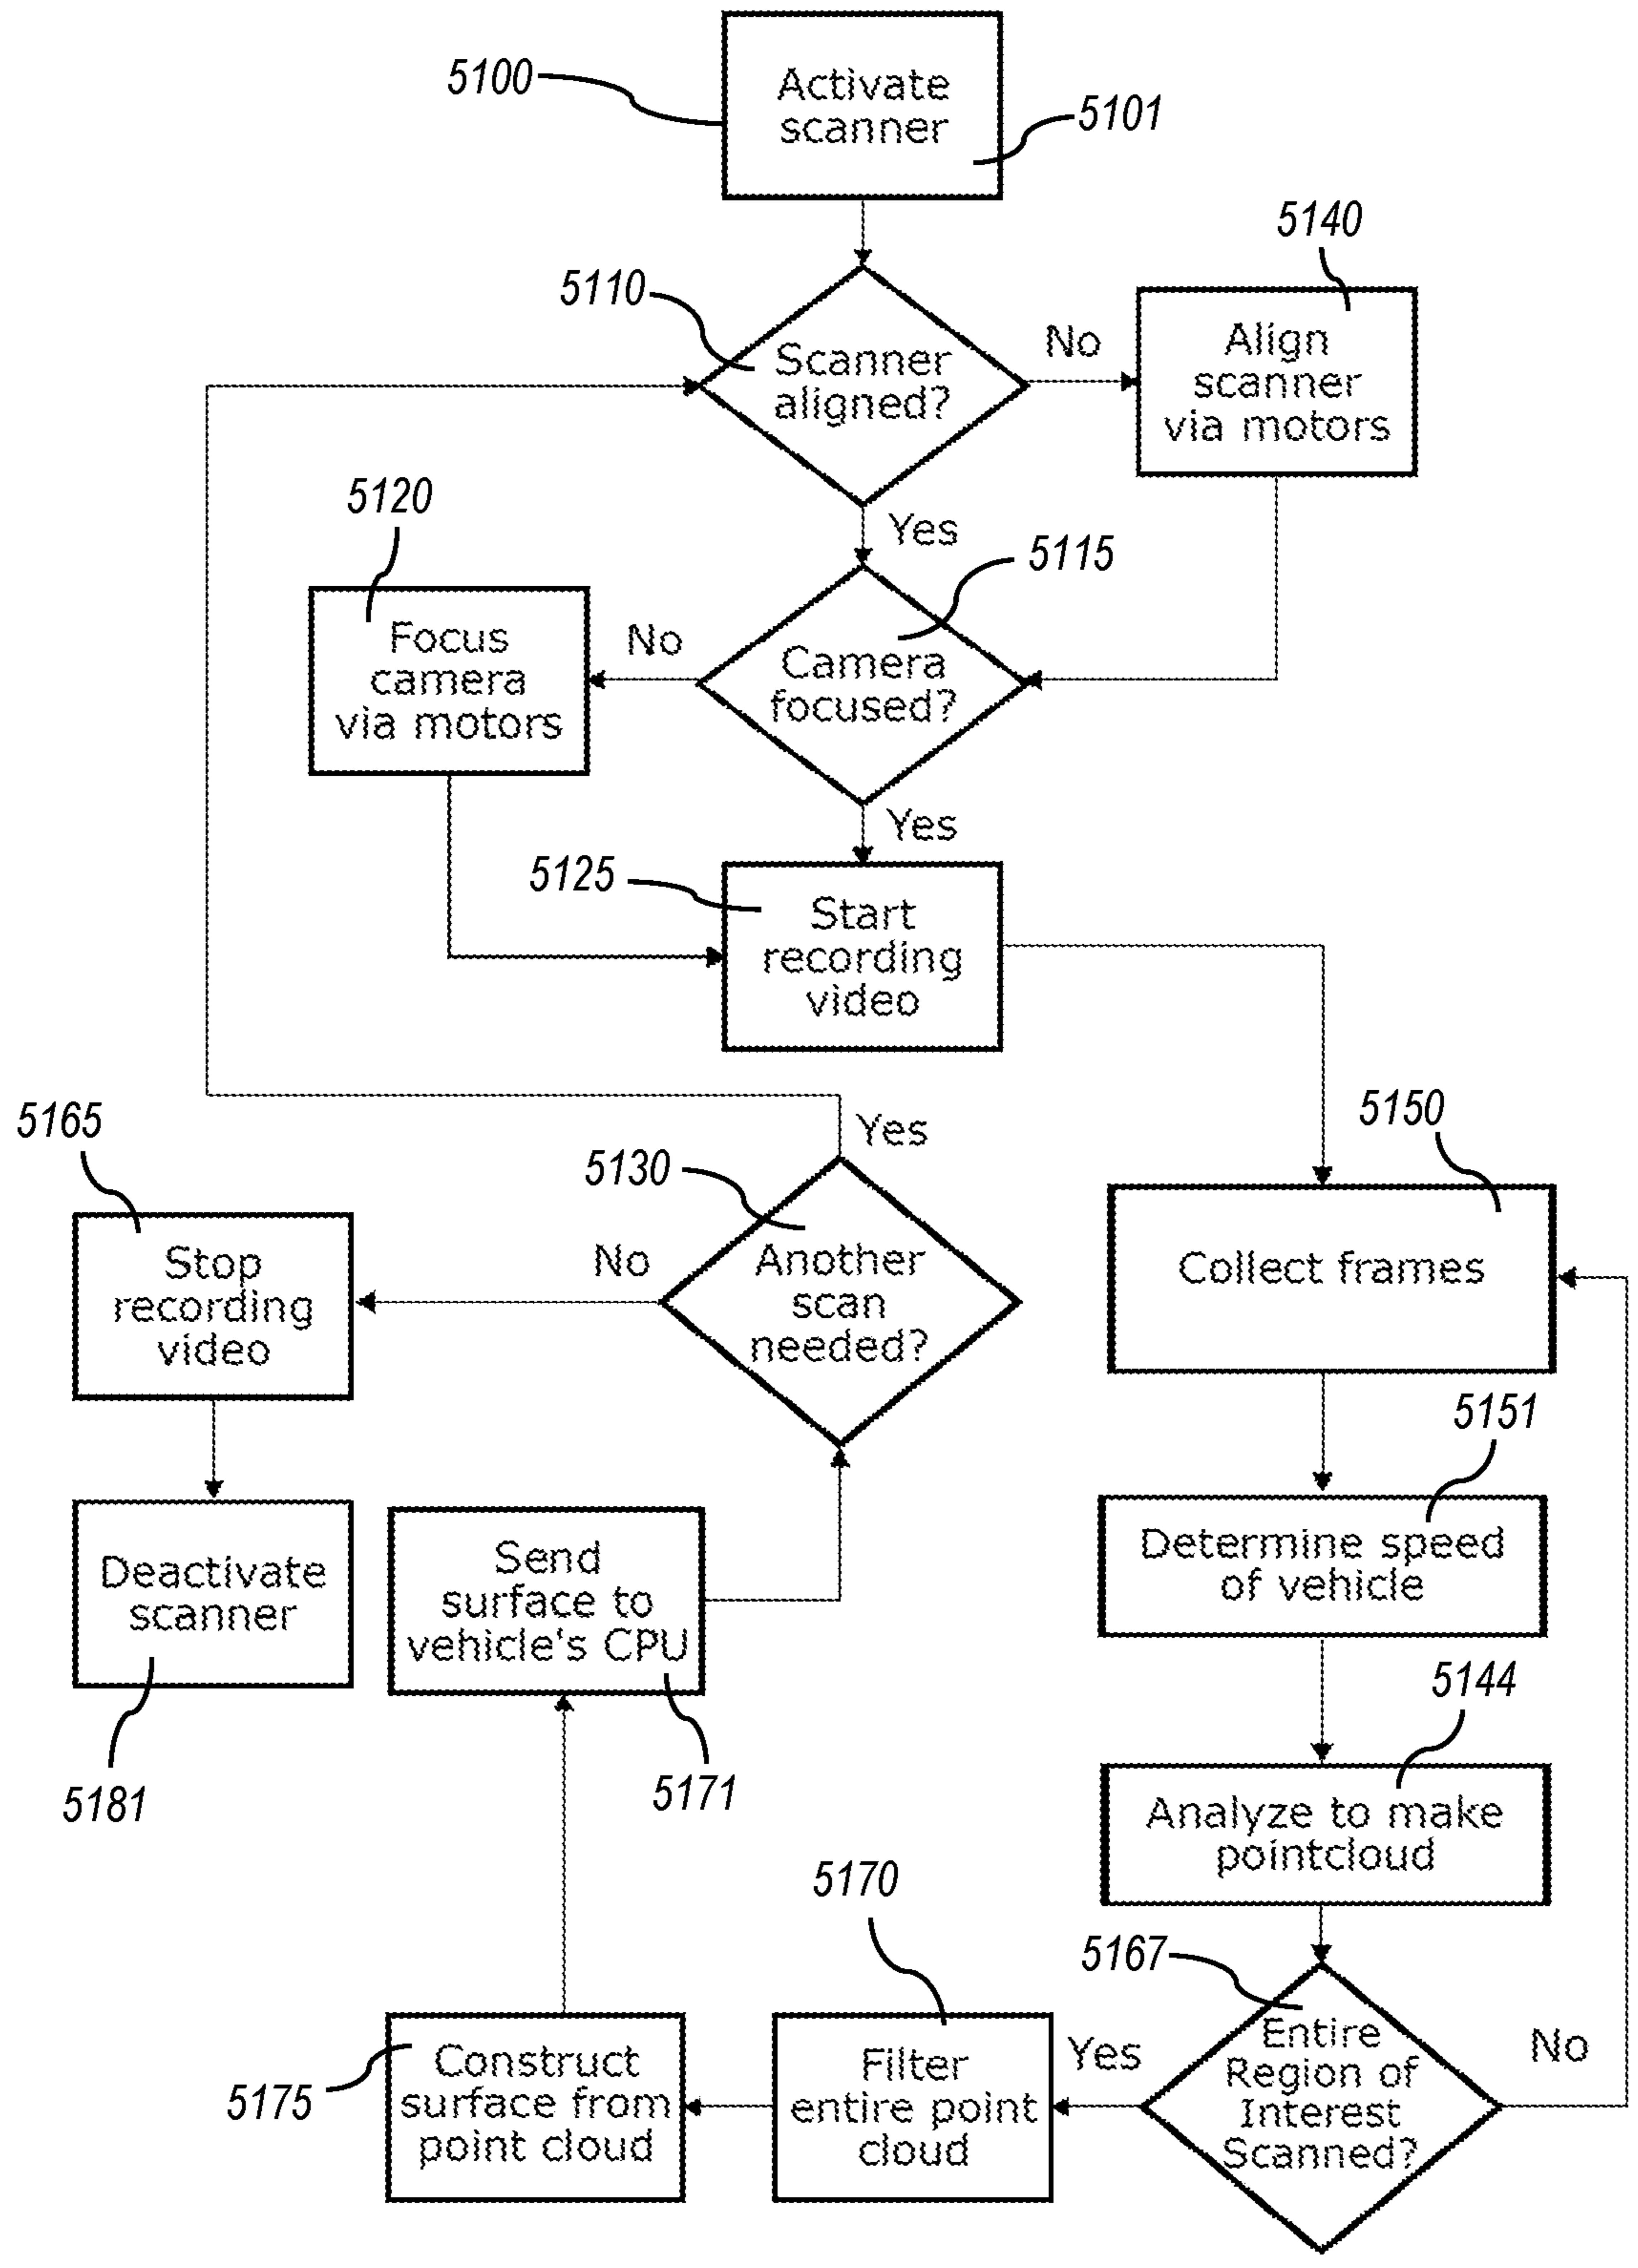 5100
Activate
scanner
5101
5140
5110
Scanner
aligned?
No
Align
scanner
via motors
5120
Yes
5115
Focus
camera
via motors
No
Camera
focused?
Yes
5125
Start
recording
video
5165
Yes
5150
5130
Stop
recording
video
No
Another
scan
needed?
Collect frames
5151
Deactivate
scanner
Send
surface to
vehicle's CPU
Determine speed
of vehicle
5144
5181
5171
Analyze to make
pointcloud
5170
5167
5175
Construct
surface from
point cloud
Filter
entire point
cloud
Yes
Entire
Region of
Interest
Scanned?
No